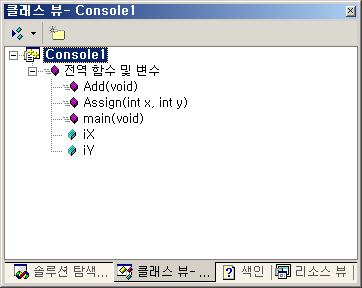 클래스 뷰- Console1
Console1
전역 함수 및 변수
Add(void)
Assign(int x, int y)
main(void)
iX
iY
솔루션 탐색... 클래스 뷰- ... 색인 리소스 뷰